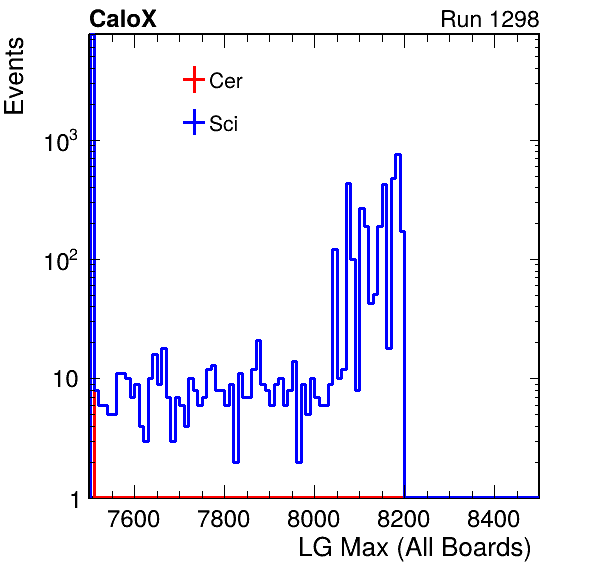 CaloX Run 1298
Events
Cer
Sci
10³
10²
10
1
7600 7800 8000 8200 8400
LG Max (All Boards)